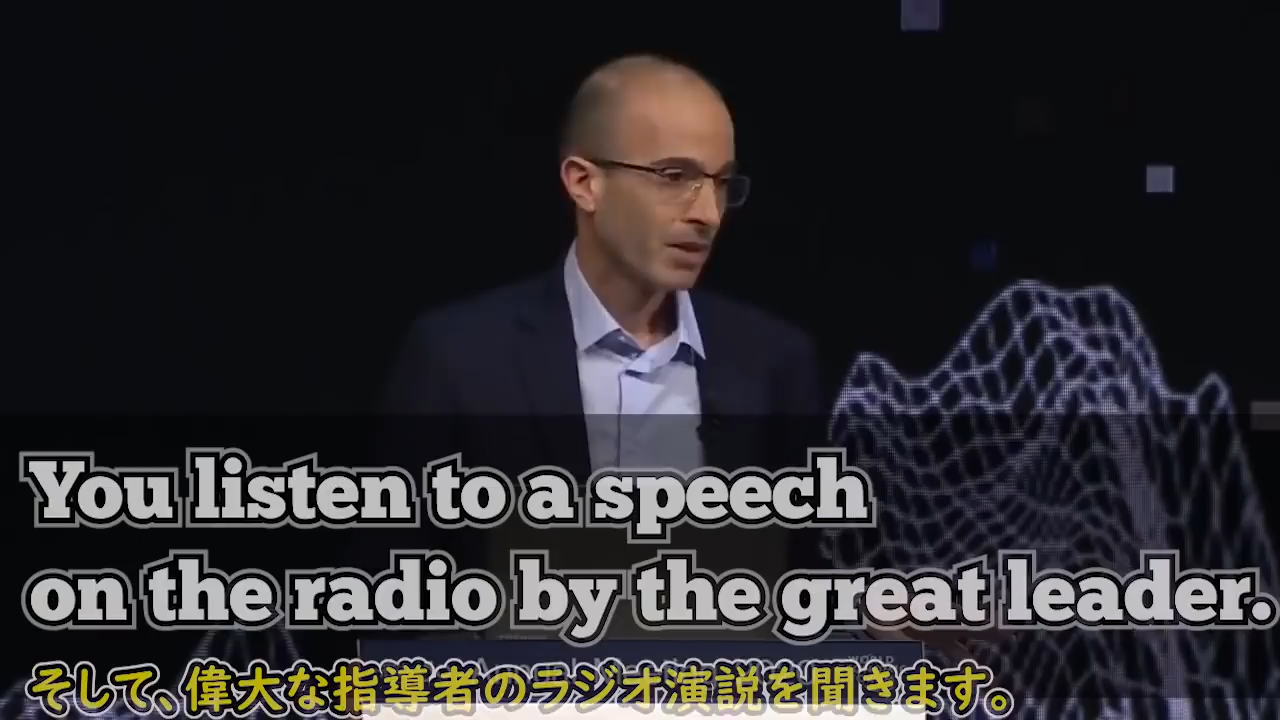 You listen to a speech
on the radio by the great leader.
WORLD
そして、偉大な指導者のラジオ演説を聞きます。